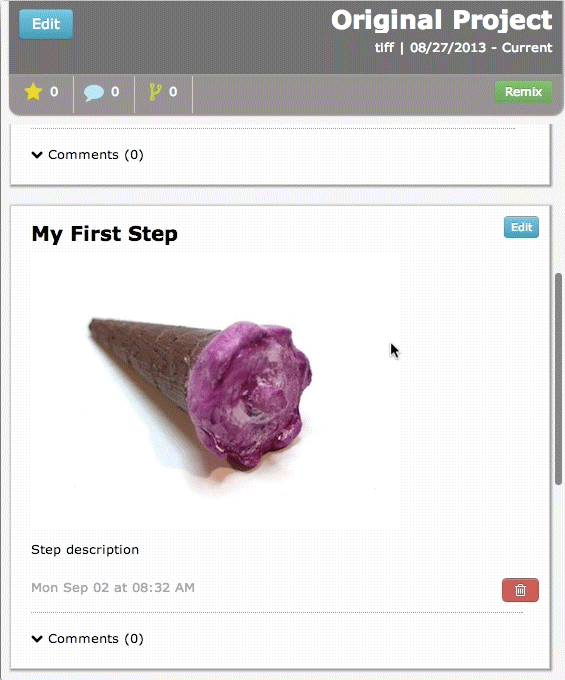 Edit
Original Project
tiff | 08/27/2013 - Current
0 0 0 Remix
Comments (0)
My First Step
Edit
Step description
Mon Sep 02 at 08:32 AM
Comments (0)